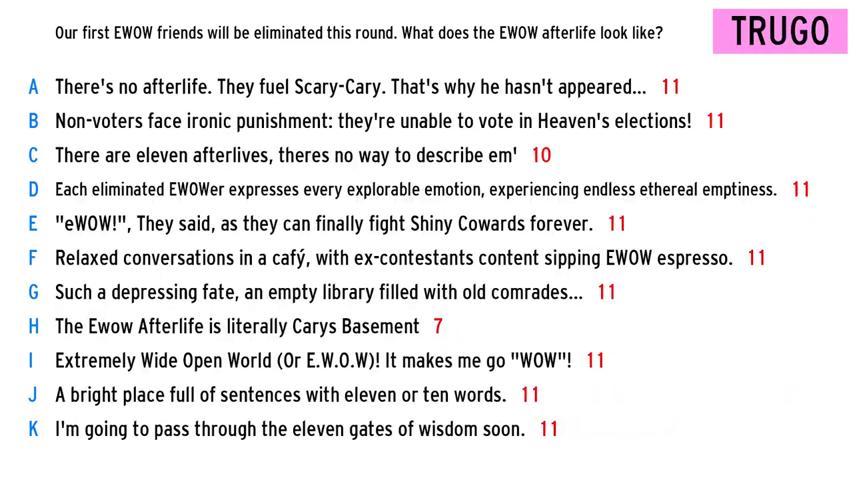 Our first EWOW friends will be eliminated this round. What does the EWOW afterlife look like?
TRUGO
A There's no afterlife. They fuel Scary-Cary. That's why he hasn't appeared... 11
B Non-voters face ironic punishment: they're unable to vote in Heaven's elections! 11
C There are eleven afterlives, theres no way to describe em' 10
D Each eliminated EWOWer expresses every explorable emotion, experiencing endless ethereal emptiness. 11
E "eWOW!", They said, as they can finally fight Shiny Cowards forever. 11
F Relaxed conversations in a cafý, with ex-contestants content sipping EWOW espresso. 11
G Such a depressing fate, an empty library filled with old comrades... 11
H The Ewow Afterlife is literally Carys Basement 7
I Extremely Wide Open World (Or E.W.O.W)! It makes me go "WOW"! 11
J A bright place full of sentences with eleven or ten words. 11
K I'm going to pass through the eleven gates of wisdom soon. 11